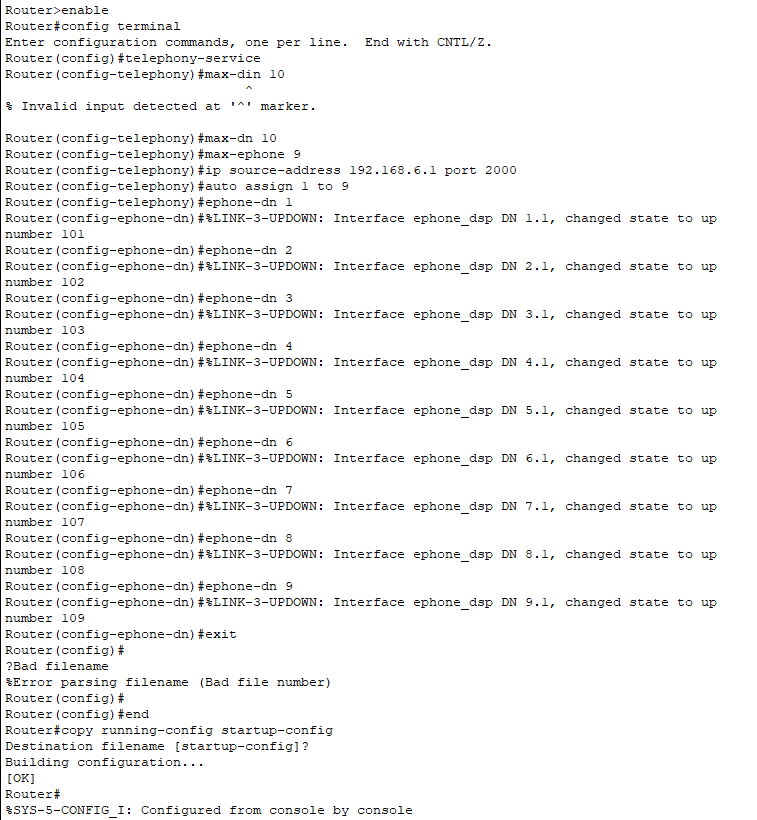 Router>enable
Router#config terminal
Enter configuration commands, one per line.  End with CNTL/Z.
Router(config)#telephony-service
Router(config-telephony)#max-din 10
^
% Invalid input detected at '^' marker.
Router(config-telephony)#max-dn 10
Router(config-telephony)#max-ephone 9
Router(config-telephony)#ip source-address 192.168.6.1 port 2000
Router(config-telephony)#auto assign 1 to 9
Router(config-telephony)#ephone-dn 1
Router(config-ephone-dn)#%LINK-3-UPDOWN: Interface ephone_dsp DN 1.1, changed state to up
number 101
Router(config-ephone-dn)#ephone-dn 2
Router(config-ephone-dn)#%LINK-3-UPDOWN: Interface ephone_dsp DN 2.1, changed state to up
number 102
Router(config-ephone-dn)#ephone-dn 3
Router(config-ephone-dn)#%LINK-3-UPDOWN: Interface ephone_dsp DN 3.1, changed state to up
number 103
Router(config-ephone-dn)#ephone-dn 4
Router(config-ephone-dn)#%LINK-3-UPDOWN: Interface ephone_dsp DN 4.1, changed state to up
number 104
Router(config-ephone-dn)#ephone-dn 5
Router(config-ephone-dn)#%LINK-3-UPDOWN: Interface ephone_dsp DN 5.1, changed state to up
number 105
Router(config-ephone-dn)#ephone-dn 6
Router(config-ephone-dn)#%LINK-3-UPDOWN: Interface ephone_dsp DN 6.1, changed state to up
number 106
Router(config-ephone-dn)#ephone-dn 7
Router(config-ephone-dn)#%LINK-3-UPDOWN: Interface ephone_dsp DN 7.1, changed state to up
number 107
Router(config-ephone-dn)#ephone-dn 8
Router(config-ephone-dn)#%LINK-3-UPDOWN: Interface ephone_dsp DN 8.1, changed state to up
number 108
Router(config-ephone-dn)#ephone-dn 9
Router(config-ephone-dn)#%LINK-3-UPDOWN: Interface ephone_dsp DN 9.1, changed state to up
number 109
Router(config-ephone-dn)#exit
Router(config)#
?Bad filename
%Error parsing filename (Bad file number)
Router(config)#
Router(config)#end
Router#copy running-config startup-config
Destination filename [startup-config]?
Building configuration...
[OK]
Router#
%SYS-5-CONFIG_I: Configured from console by console